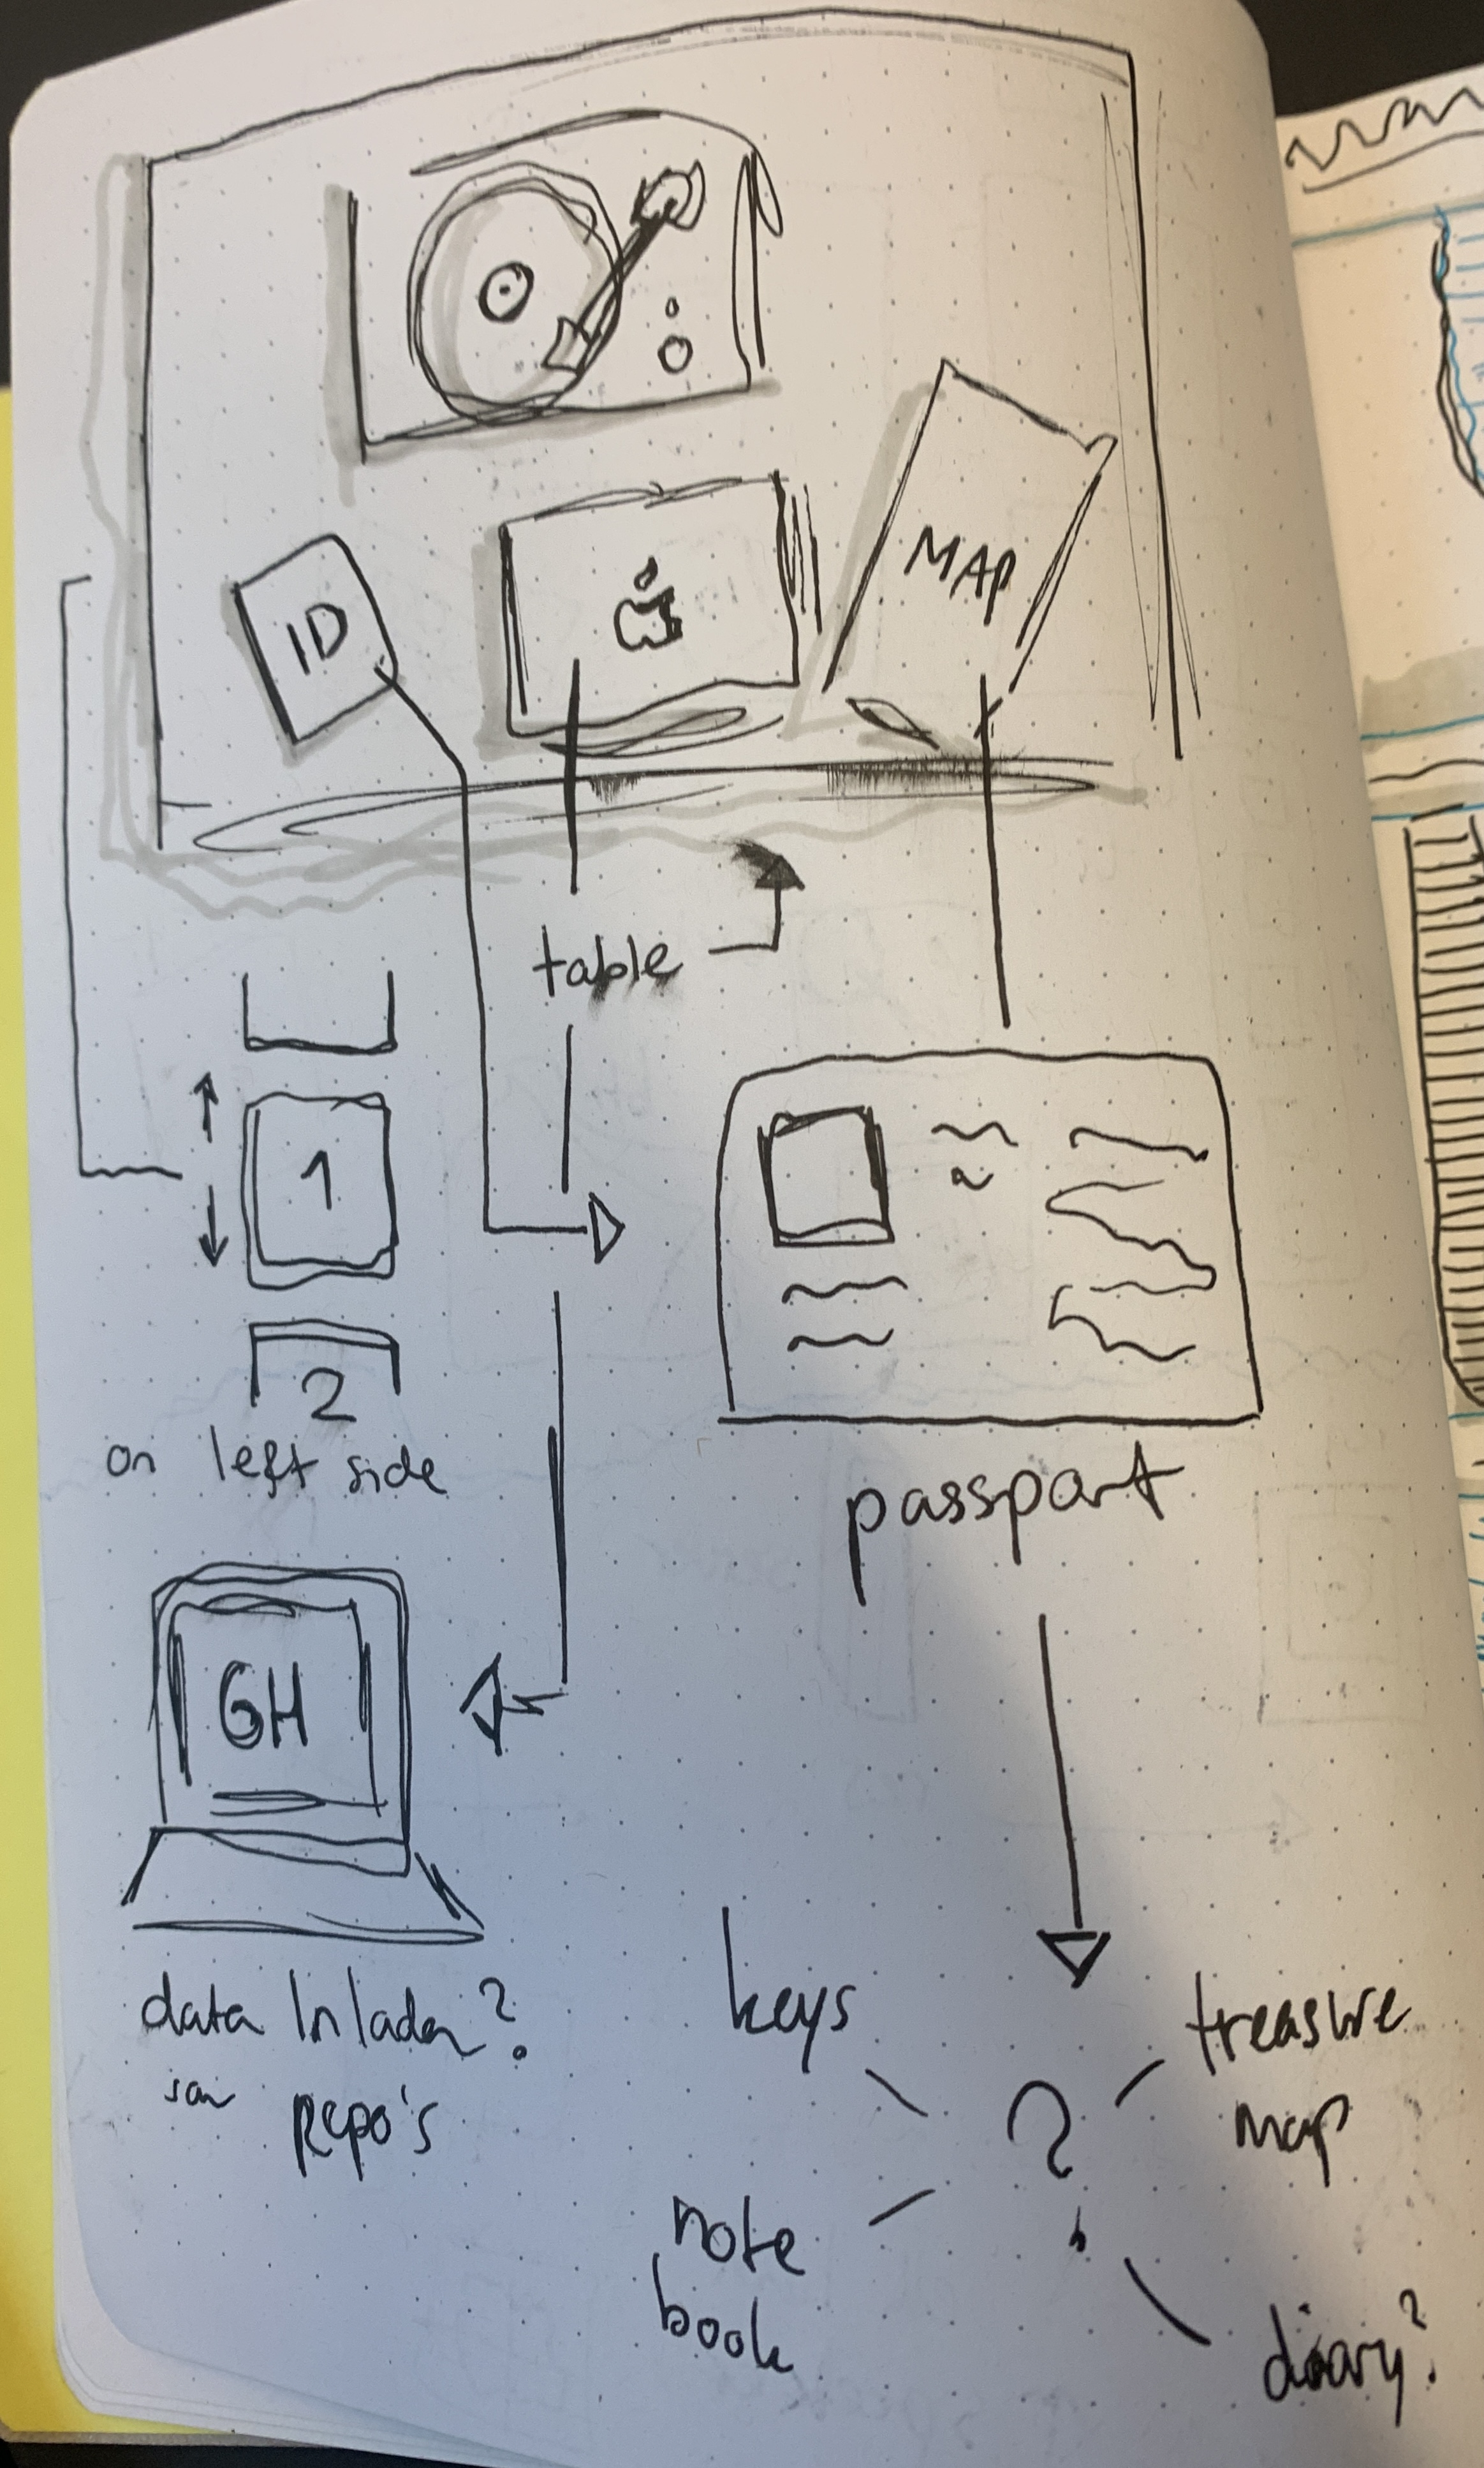 ID
MAP
table
1
2
on left side
passport
GH
data Inladen?
van Repo's
keys
treasure
map
?
note
book
diary?